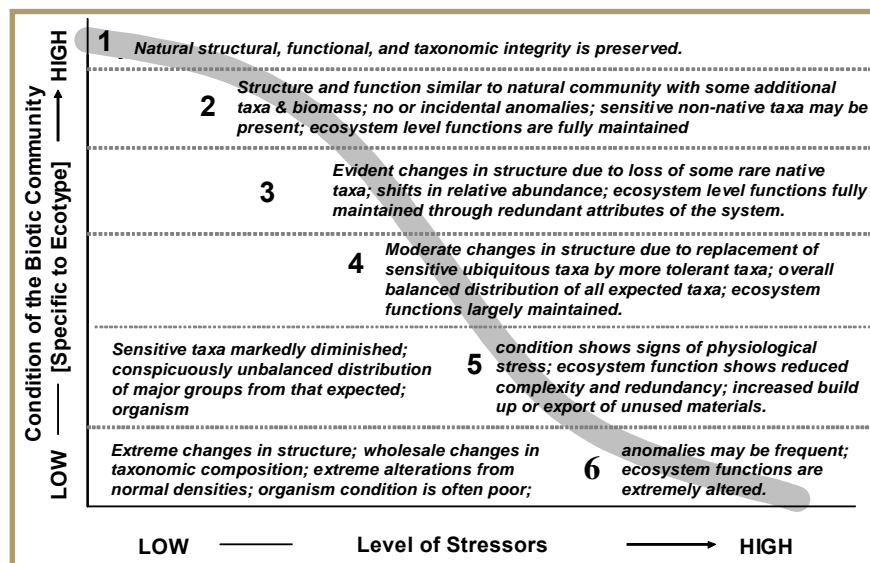 1 Natural structural, functional, and taxonomic integrity is preserved.
Structure and function similar to natural community with some additional
2 taxa & biomass; no or incidental anomalies; sensitive non-native taxa may be
present; ecosystem level functions are fully maintained
Evident changes in structure due to loss of some rare native
3 taxa; shifts in relative abundance; ecosystem level functions fully
maintained through redundant attributes of the system.
Moderate changes in structure due to replacement of
4 sensitive ubiquitous taxa by more tolerant taxa; overall
balanced distribution of all expected taxa; ecosystem
functions largely maintained.
Sensitive taxa markedly diminished;
conspicuously unbalanced distribution
of major groups from that expected;
organism
5 condition shows signs of physiological
stress; ecosystem function shows reduced
complexity and redundancy; increased build
up or export of unused materials.
Extreme changes in structure; wholesale changes in
taxonomic composition; extreme alterations from
normal densities; organism condition is often poor;
6 anomalies may be frequent;
ecosystem functions are
extremely altered.
Condition of the Biotic Community
[Specific to Ecotype]
LOW HIGH
LOW Level of Stressors HIGH